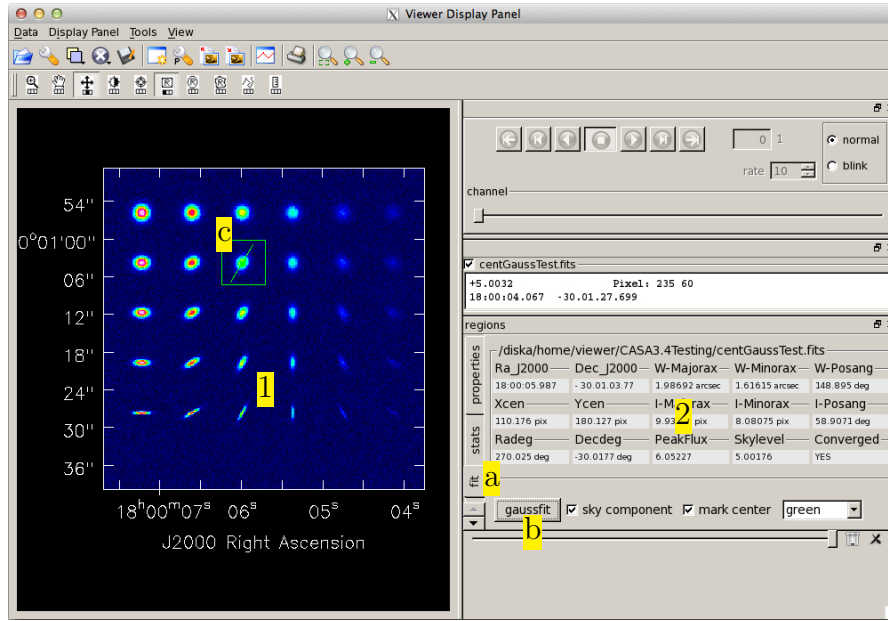 X Viewer Display Panel
Data Display Panel Tools View
0 1
normal
rate 10
blink
channel
centGaussTest.fits
+5.0032 Pixel: 235 60
18:00:04.067 -30.01.27.699
regions
properties
stats
fit
/diska/home/viewer/CASA3.4Testing/centGaussTest.fits
Ra_J2000 Dec_J2000 W-Majorax W-Minorax W-Posang
18:00:05.987 - 30.01.03.77 1.98692 arcsec 1.61615 arcsec 148.895 deg
Xcen Ycen I-Majorax I-Minorax I-Posang
110.176 pix 180.127 pix 9.93 pix 8.08075 pix 58.9071 deg
Radeg Decdeg PeakFlux Skylevel Converged
270.025 deg -30.0177 deg 6.05227 5.00176 YES
gaussfit sky component mark center green
54"
0°01'00"
06"
12"
18"
24"
30"
36"
18h00m07s 06s 05s 04s
J2000 Right Ascension
c
1
2
a
b